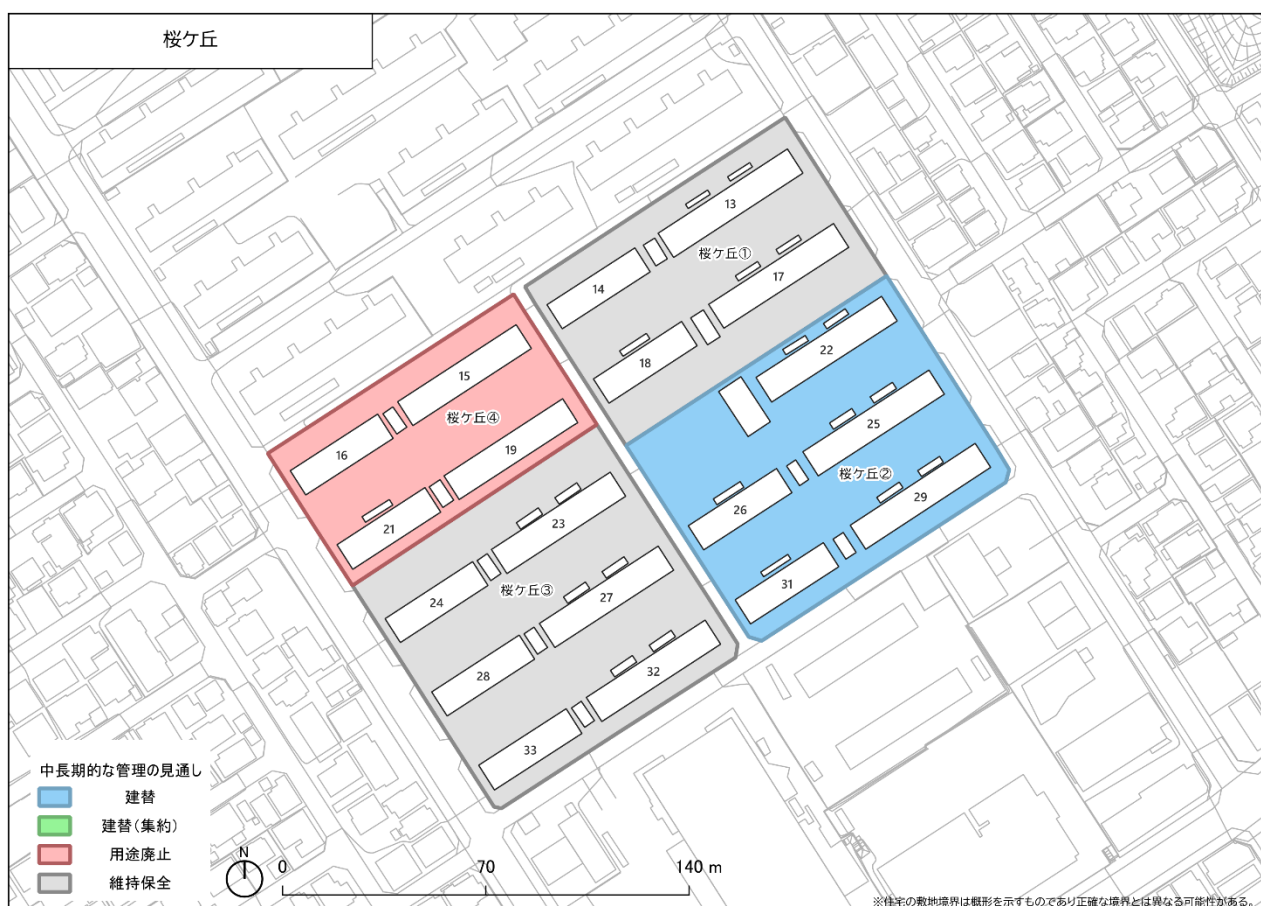 桜ケ丘
13
桜ケ丘①
14
17
18
22
15
桜ケ丘④
16
19
25
桜ケ丘②
21
23
26
29
24
桜ケ丘③
27
31
28
32
33
中長期的な管理の見通し
建替
建替(集約)
用途廃止
維持保全
N
0
70
140 m
※住宅の敷地境界は概形を示すものであり正確な境界とは異なる可能性がある。